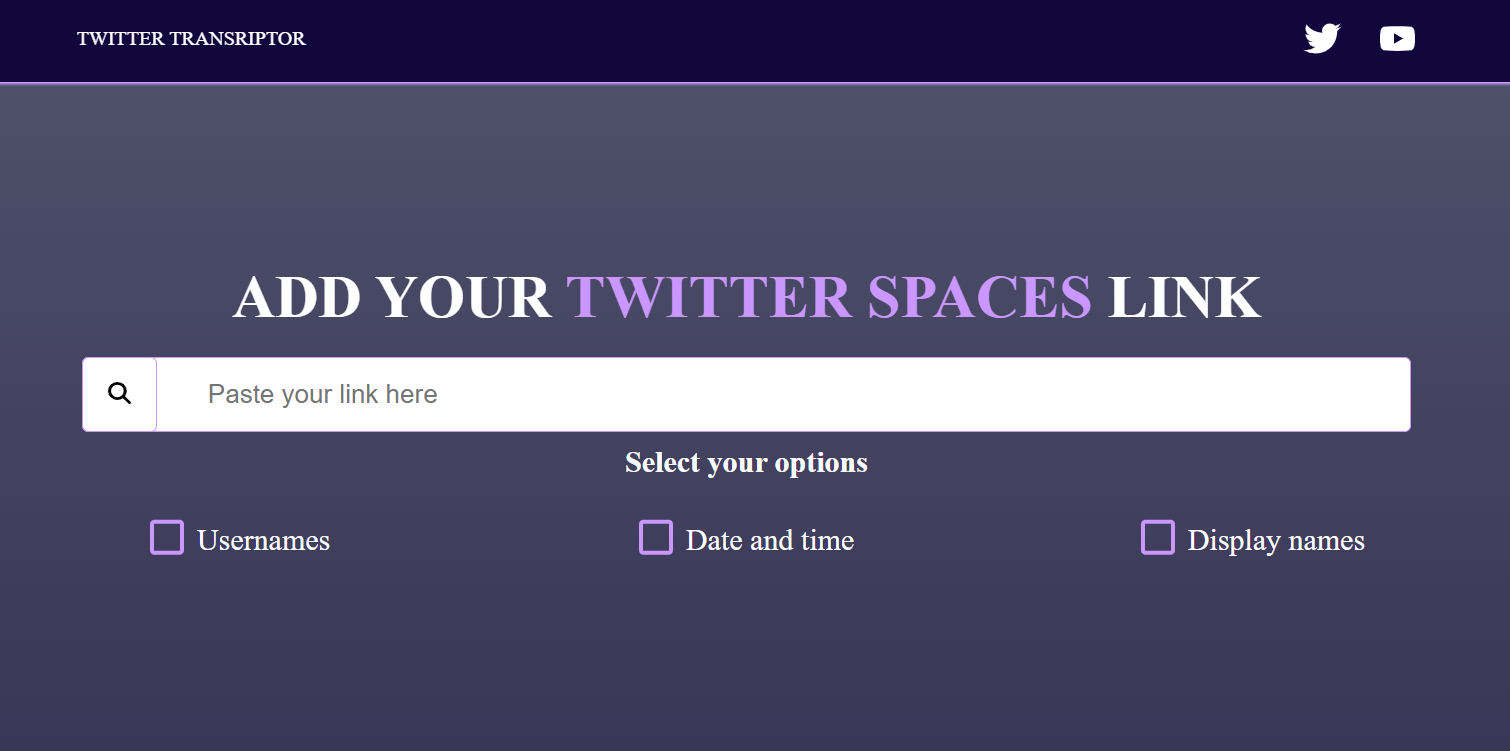 TWITTER TRANSRIPTOR
ADD YOUR TWITTER SPACES LINK
Paste your link here
Select your options
Usernames
Date and time
Display names